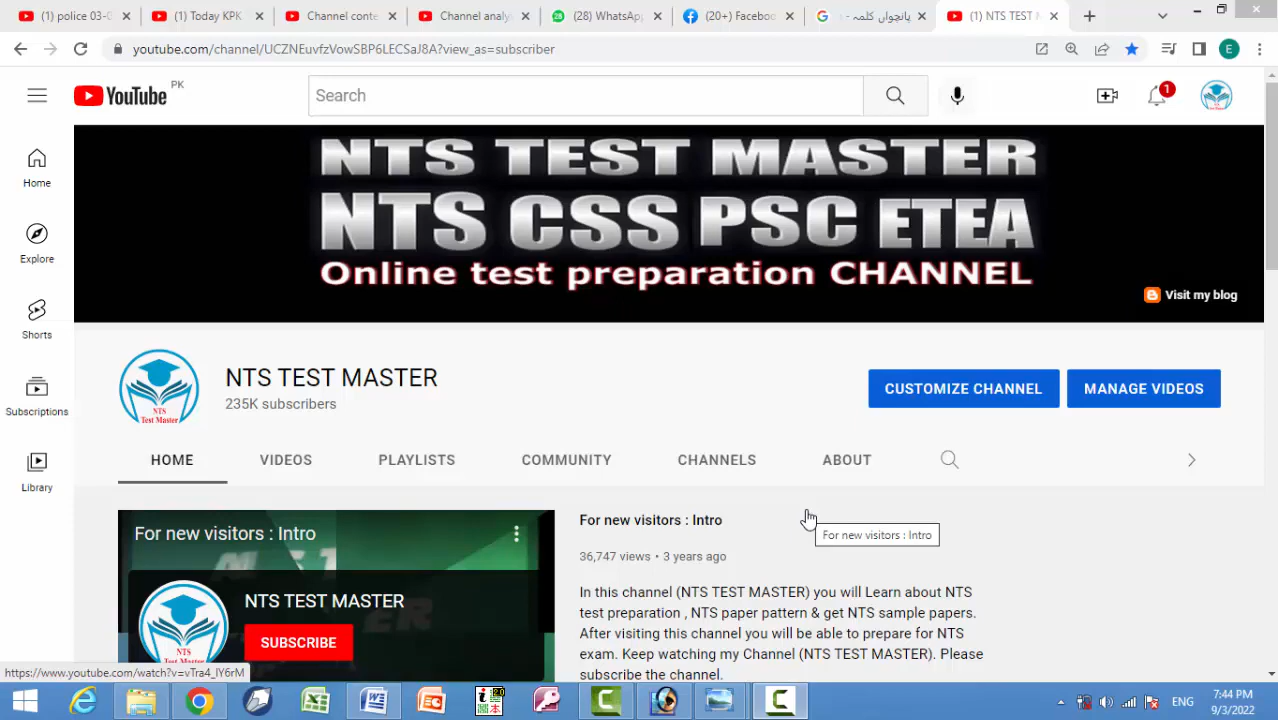 (1) police 03-0
(1) Today KPK
Channel conte
Channel analy
(28) WhatsApp
(20+) Facebook
پانچواں کلمہ -
(1) NTS TEST M
youtube.com/channel/UCZNEuvfzVowSBP6LECSaJ8A?view_as=subscriber
E
YouTube PK
Search
1
Home
Explore
Shorts
Subscriptions
Library
NTS TEST MASTER
NTS CSS PSC ETEA
Online test preparation CHANNEL
Visit my blog
NTS
Test Master
NTS TEST MASTER
235K subscribers
CUSTOMIZE CHANNEL
MANAGE VIDEOS
HOME
VIDEOS
PLAYLISTS
COMMUNITY
CHANNELS
ABOUT
For new visitors : Intro
NTS TEST MASTER
SUBSCRIBE
NTS
Test Master
For new visitors : Intro
For new visitors : Intro
36,747 views • 3 years ago
In this channel (NTS TEST MASTER) you will Learn about NTS
test preparation , NTS paper pattern & get NTS sample papers.
After visiting this channel you will be able to prepare for NTS
exam. Keep watching my Channel (NTS TEST MASTER). Please
subscribe the channel.
https://www.youtube.com/watch?v=vTra4_lY6rM
ENG
7:44 PM
9/3/2022